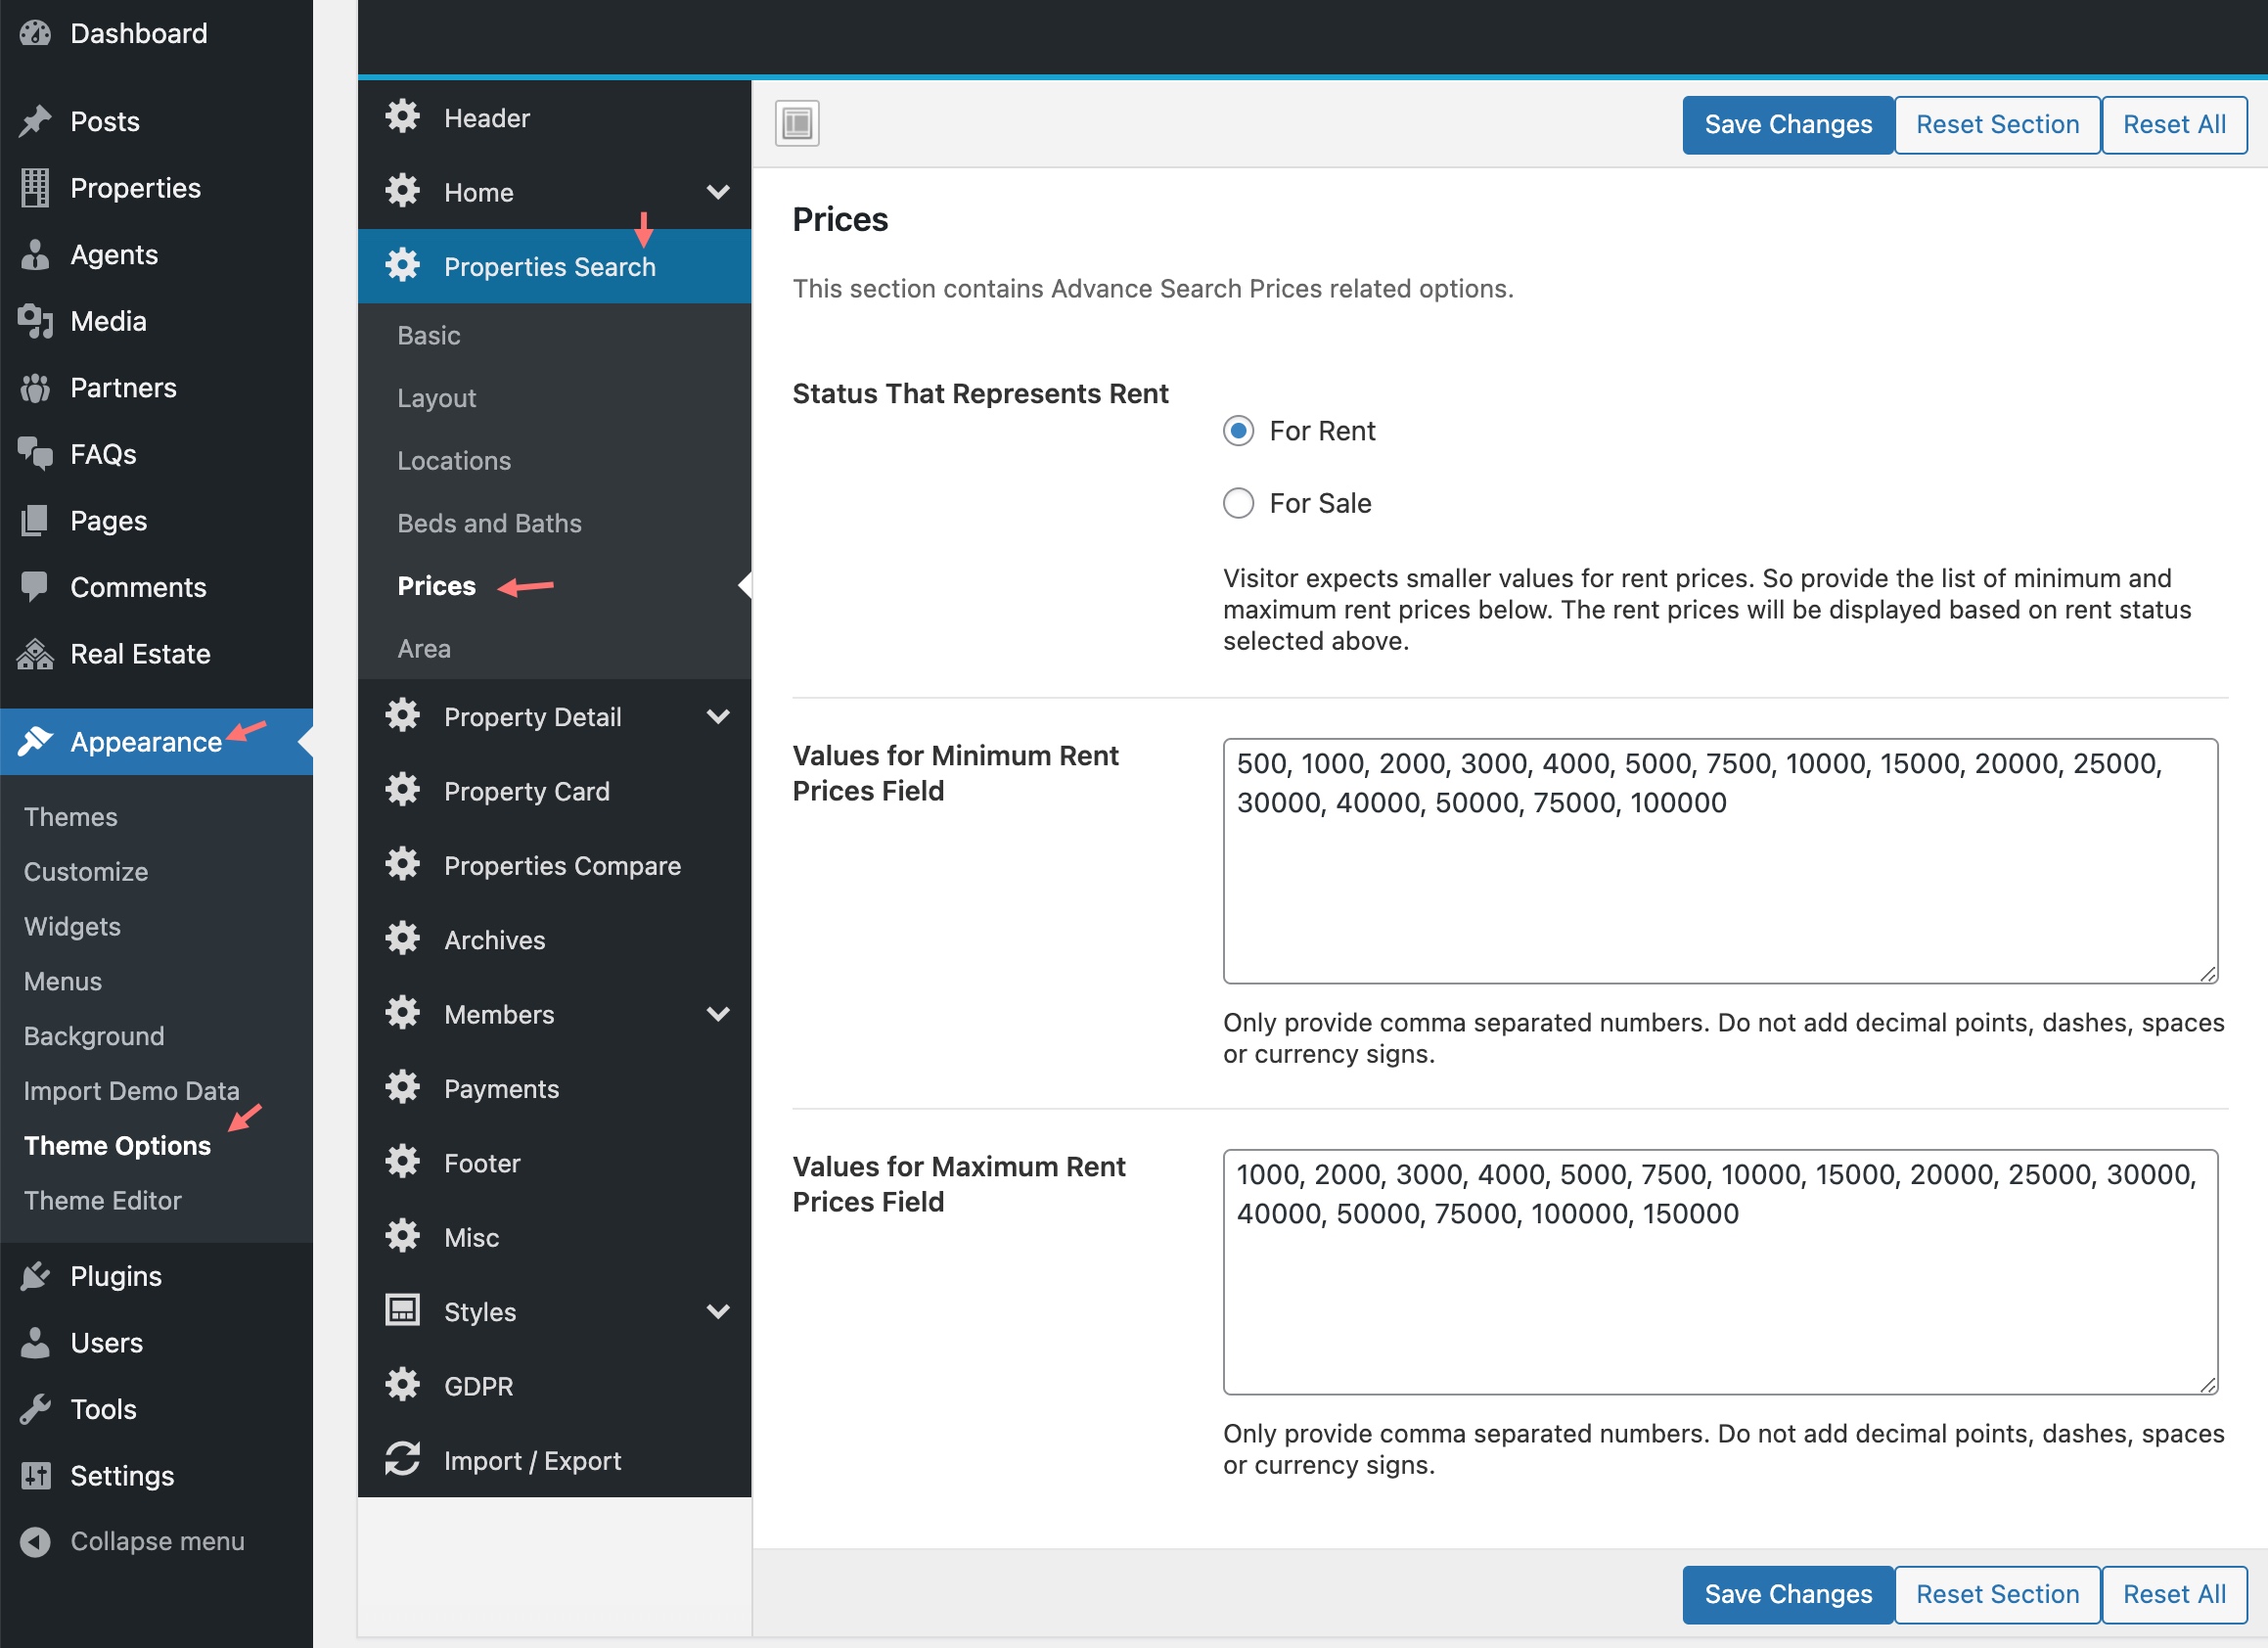 Dashboard
Posts
Properties
Agents
Media
Partners
FAQs
Pages
Comments
Real Estate
Appearance
Themes
Customize
Widgets
Menus
Background
Import Demo Data
Theme Options
Theme Editor
Plugins
Users
Tools
Settings
Collapse menu
Header
Home
Properties Search
Basic
Layout
Locations
Beds and Baths
Prices
Area
Property Detail
Property Card
Properties Compare
Archives
Members
Payments
Footer
Misc
Styles
GDPR
Import / Export
Save Changes Reset Section Reset All
Prices
This section contains Advance Search Prices related options.
Status That Represents Rent
For Rent
For Sale
Visitor expects smaller values for rent prices. So provide the list of minimum and
maximum rent prices below. The rent prices will be displayed based on rent status
selected above.
Values for Minimum Rent
Prices Field
500, 1000, 2000, 3000, 4000, 5000, 7500, 10000, 15000, 20000, 25000,
30000, 40000, 50000, 75000, 100000
Only provide comma separated numbers. Do not add decimal points, dashes, spaces
or currency signs.
Values for Maximum Rent
Prices Field
1000, 2000, 3000, 4000, 5000, 7500, 10000, 15000, 20000, 25000, 30000,
40000, 50000, 75000, 100000, 150000
Only provide comma separated numbers. Do not add decimal points, dashes, spaces
or currency signs.
Save Changes Reset Section Reset All